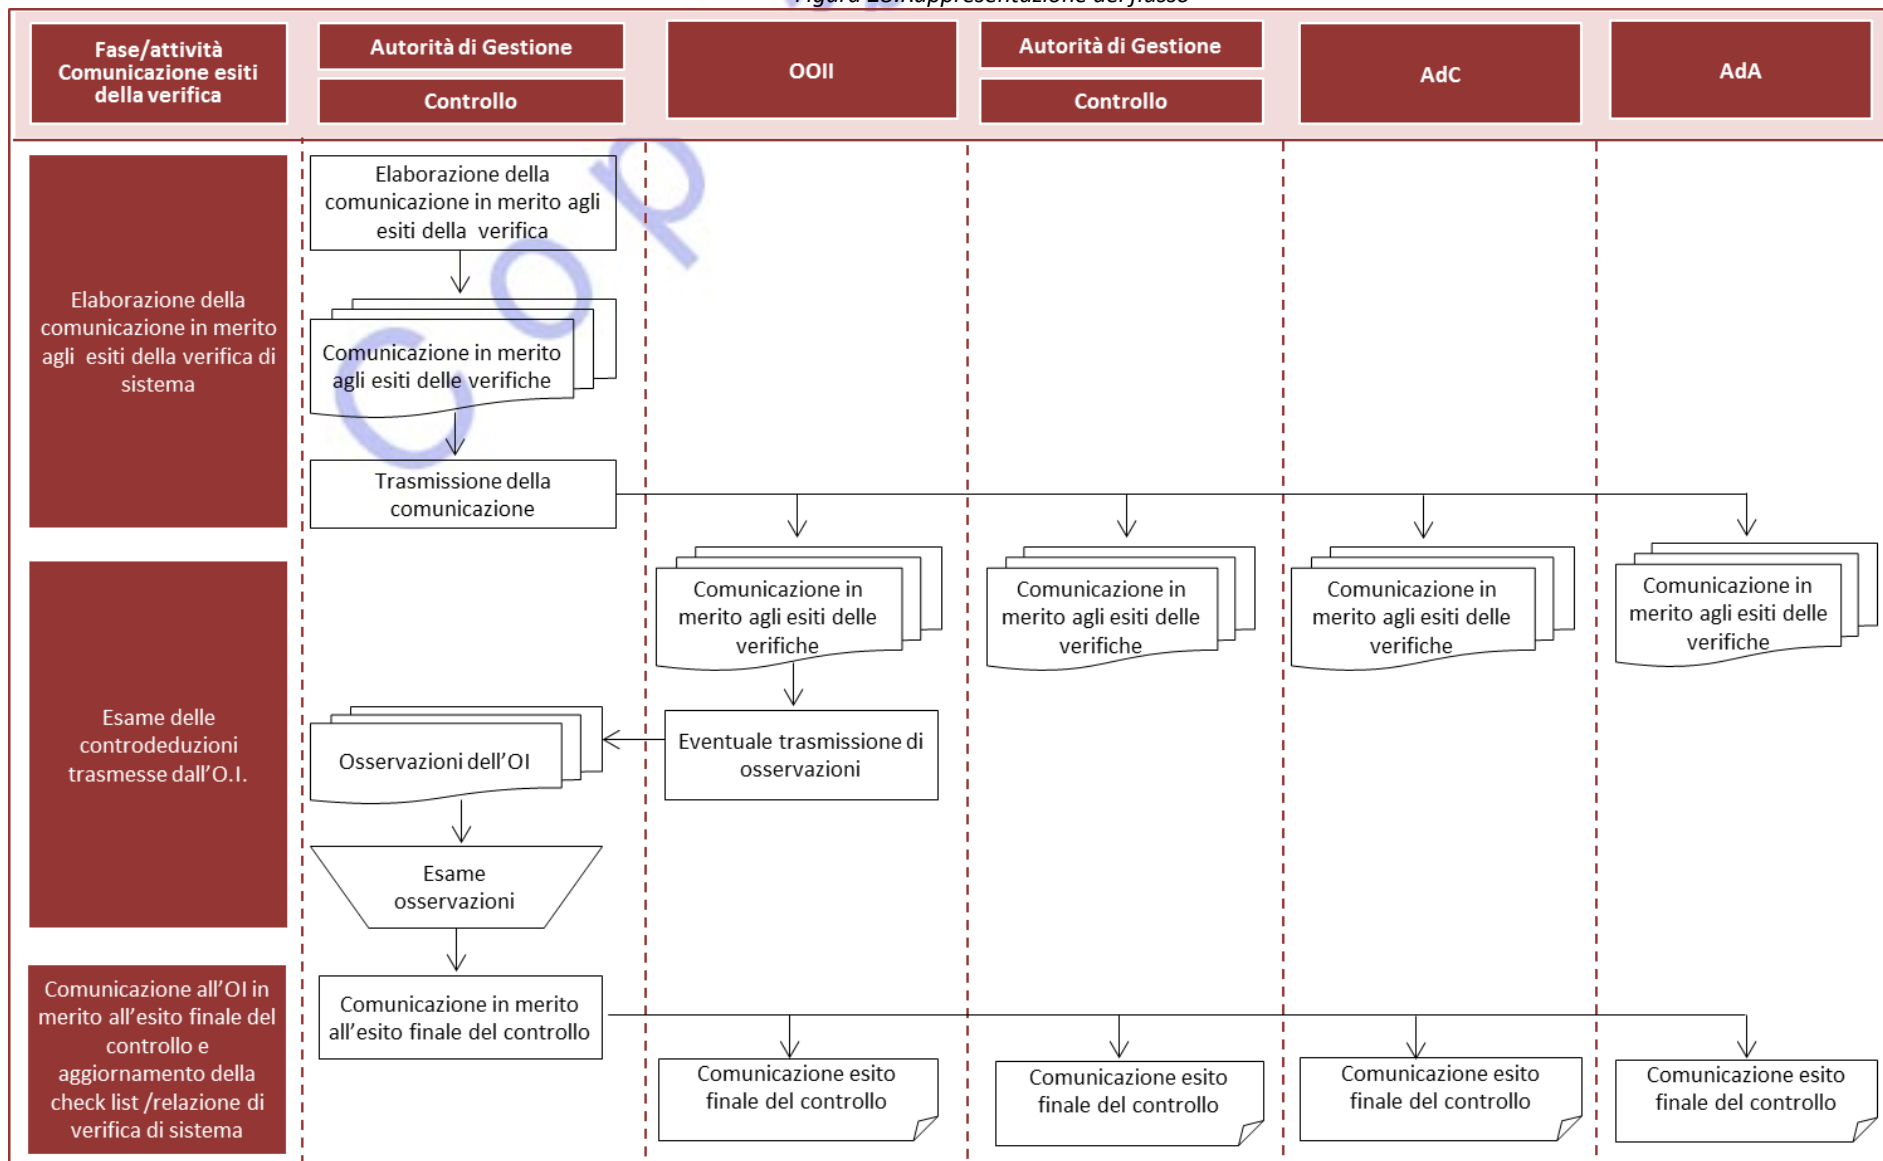 Fase/attività
Comunicazione esiti
della verifica
Autorità di Gestione
Controllo
OOII
Autorità di Gestione
Controllo
AdC
AdA
Elaborazione della
comunicazione in merito
agli esiti della verifica di
sistema
Elaborazione della
comunicazione in merito agli
esiti della verifica
Comunicazione in merito
agli esiti delle verifiche
Trasmissione della
comunicazione
Esame delle
controdeduzioni
trasmesse dall'O.I.
Comunicazione in
merito agli esiti delle
verifiche
Comunicazione in
merito agli esiti delle
verifiche
Comunicazione in
merito agli esiti delle
verifiche
Comunicazione in
merito agli esiti delle
verifiche
Osservazioni dell'OI
Eventuale trasmissione di
osservazioni
Esame
osservazioni
Comunicazione all'OI in
merito all'esito finale del
controllo e
aggiornamento della
check list /relazione di
verifica di sistema
Comunicazione in merito
all'esito finale del controllo
Comunicazione esito
finale del controllo
Comunicazione esito
finale del controllo
Comunicazione esito
finale del controllo
Comunicazione esito
finale del controllo
Cop